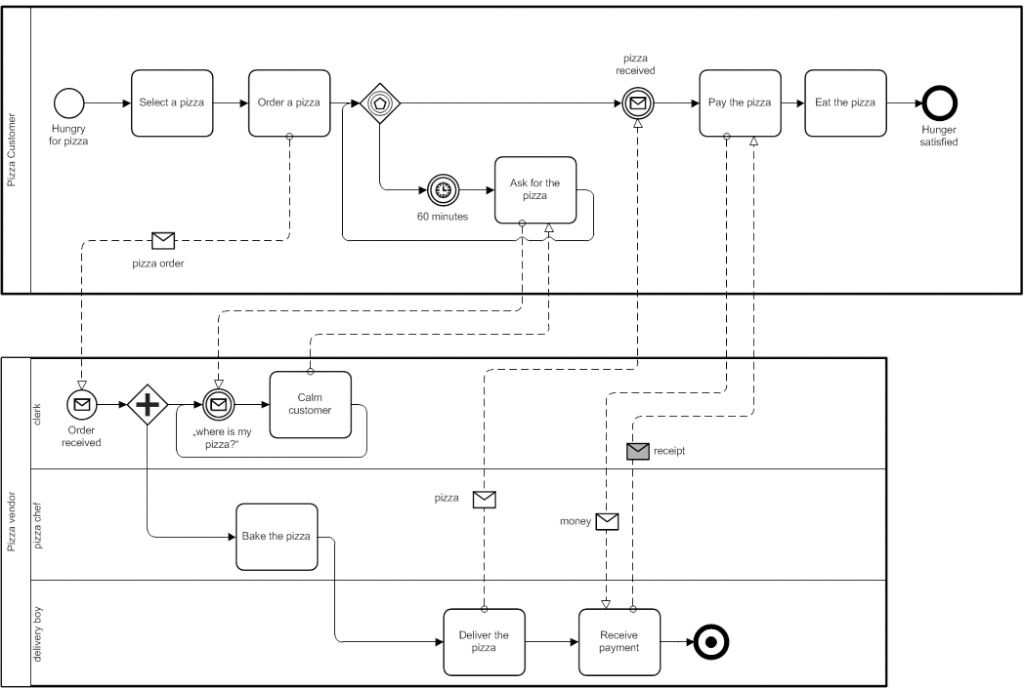 Pizza Customer
Hungry
for pizza
Select a pizza
Order a pizza
pizza
received
Pay the pizza
Eat the pizza
Hunger
satisfied
60 minutes
Ask for the
pizza
pizza order
Pizza vendor
clerk
Order
received
„where is my
pizza?“
Calm
customer
receipt
pizza chef
pizza
money
Bake the pizza
delivery boy
Deliver the
pizza
Receive
payment